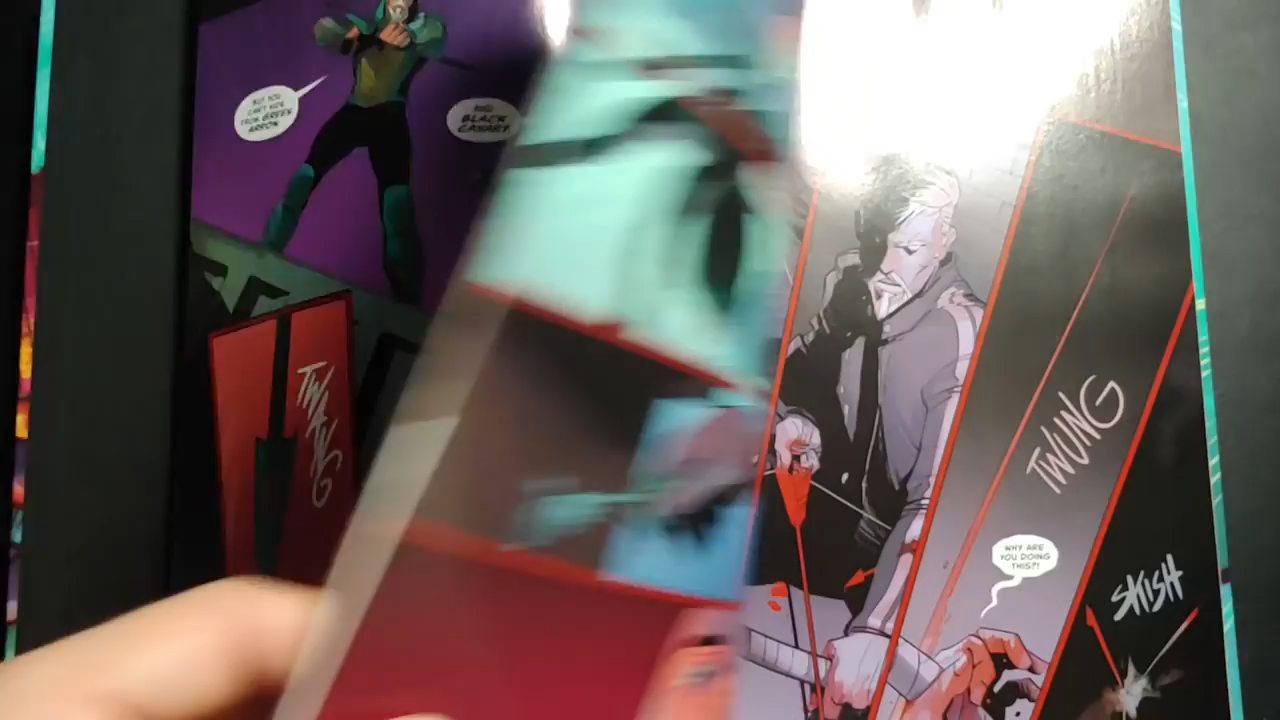 BUT YOU
CAN'T HIDE
FROM GREEN
ARROW
AND
BLACK
CANARY
TWANG
TWUNG
WHY ARE
YOU DOING
THIS?!
SKISH